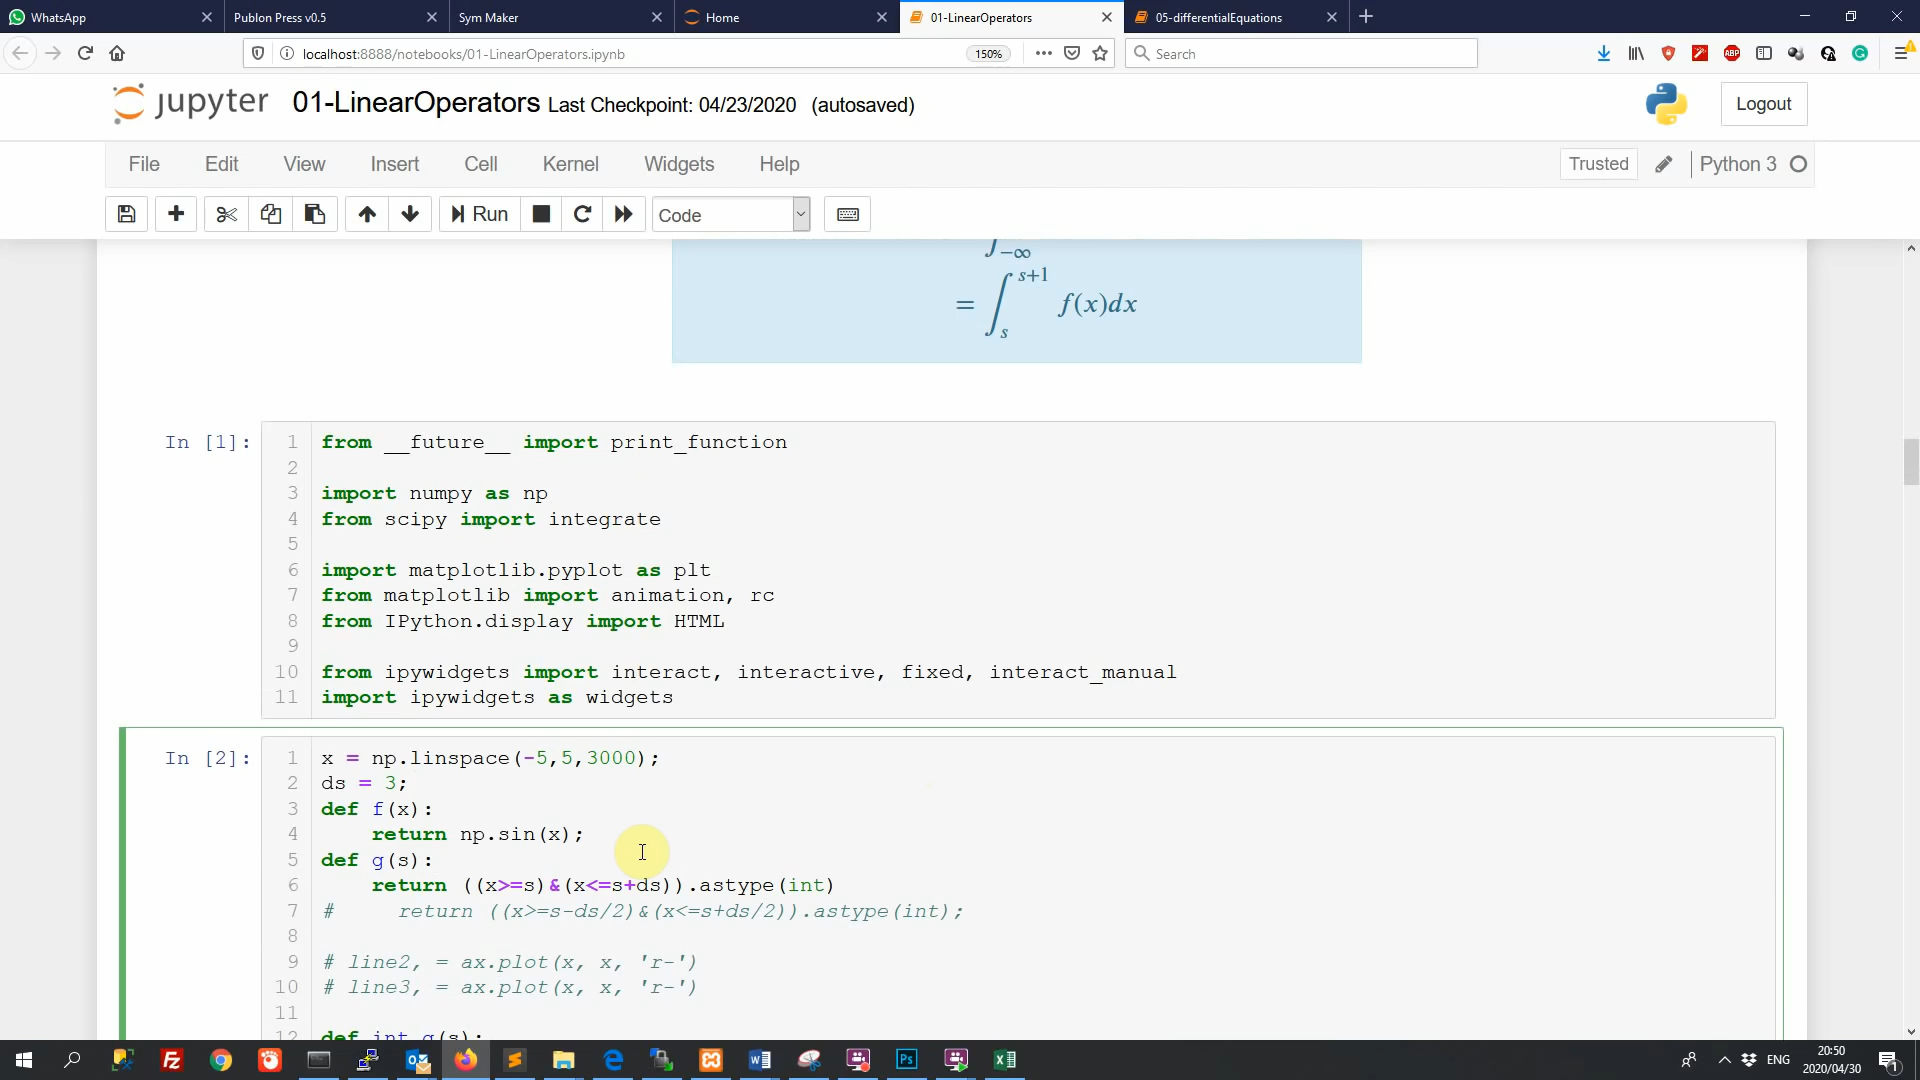 WhatsApp
Publon Press v0.5
Sym Maker
Home
01-LinearOperators
05-differentialEquations
localhost:8888/notebooks/01-LinearOperators.ipynb
150%
Search
ABP
jupyter 01-LinearOperators Last Checkpoint: 04/23/2020 (autosaved)
Logout
File Edit View Insert Cell Kernel Widgets Help
Trusted
Python 3
Run
Code
∫−∞
= ∫ₛˢ⁺¹ f(x)dx
In [1]:
1 from __future__ import print_function
2
3 import numpy as np
4 from scipy import integrate
5
6 import matplotlib.pyplot as plt
7 from matplotlib import animation, rc
8 from IPython.display import HTML
9
10 from ipywidgets import interact, interactive, fixed, interact_manual
11 import ipywidgets as widgets
In [2]:
1 x = np.linspace(-5,5,3000);
2 ds = 3;
3 def f(x):
4     return np.sin(x);
5 def g(s):
6     return ((x>=s)&(x<=s+ds)).astype(int)
7 #     return ((x>=s-ds/2)&(x<=s+ds/2)).astype(int);
8
9 # line2, = ax.plot(x, x, 'r-')
10 # line3, = ax.plot(x, x, 'r-')
11
12 def int_g(s):
ENG
20:50
2020/04/30
1